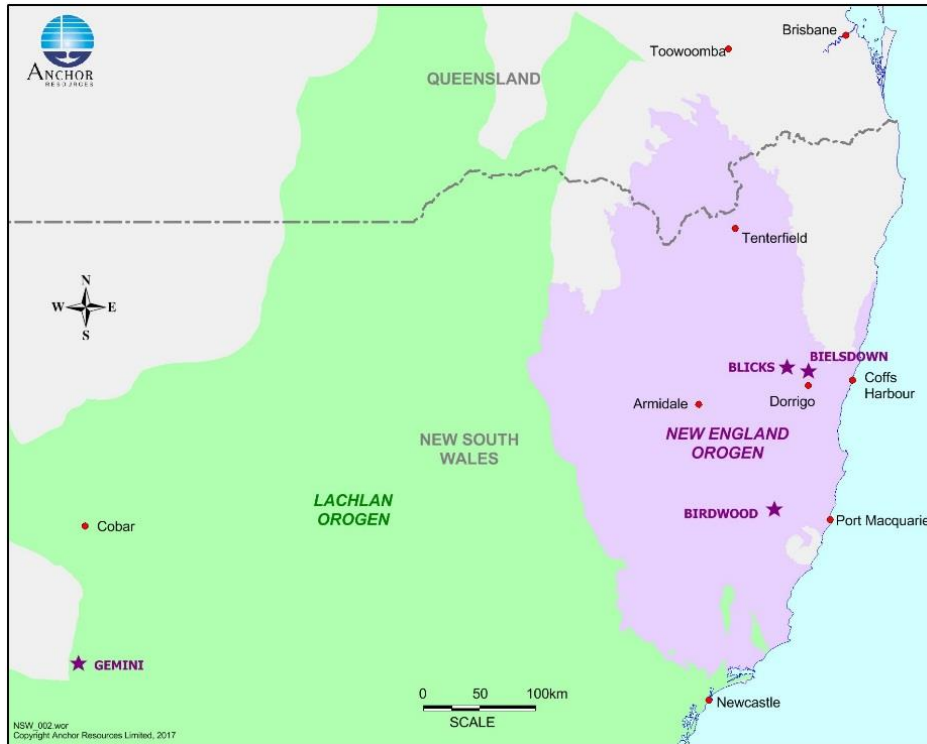 ANCHOR
RESOURCES
Brisbane
Toowoomba
QUEENSLAND
Tenterfield
N
W E
S
BLICKS
BIELSDOWN
Coffs
Harbour
Dorrigo
Armidale
NEW ENGLAND
OROGEN
NEW SOUTH
WALES
LACHLAN
OROGEN
BIRDWOOD
Port Macquarie
Cobar
GEMINI
0 50 100km
SCALE
Newcastle
NSW_002.wor
Copyright Anchor Resources Limited, 2017